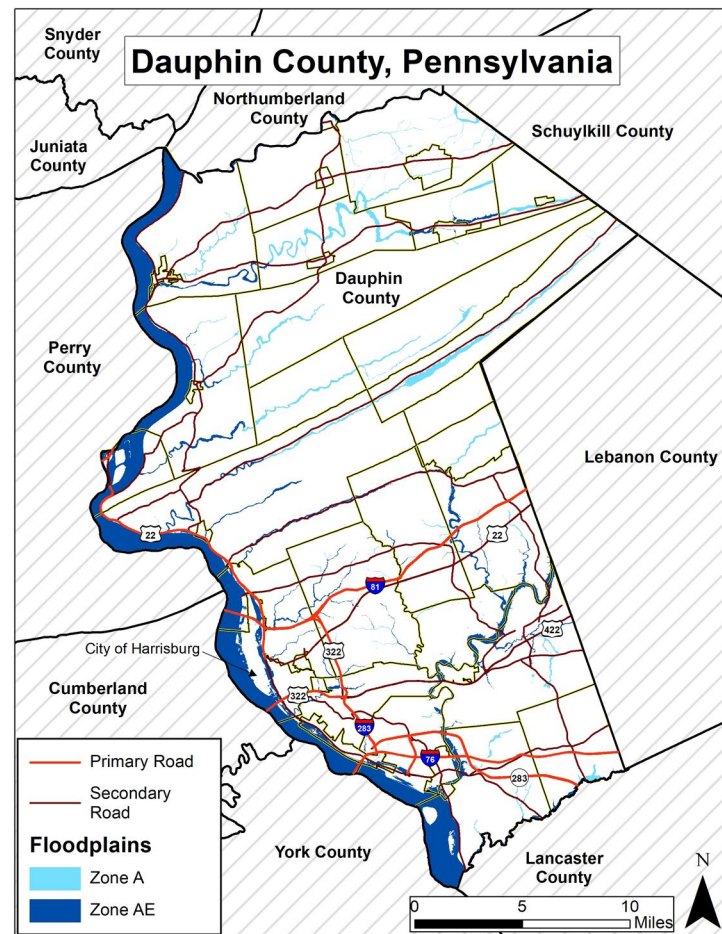 Snyder
County
Dauphin County, Pennsylvania
Northumberland
County
Schuylkill County
Juniata
County
Dauphin
County
Perry
County
Lebanon County
22
22
81
422
322
City of Harrisburg
322
Cumberland
County
283
76
283
Primary Road
Secondary
Road
Floodplains
Zone A
Zone AE
York County
Lancaster
County
N
0 5 10
Miles